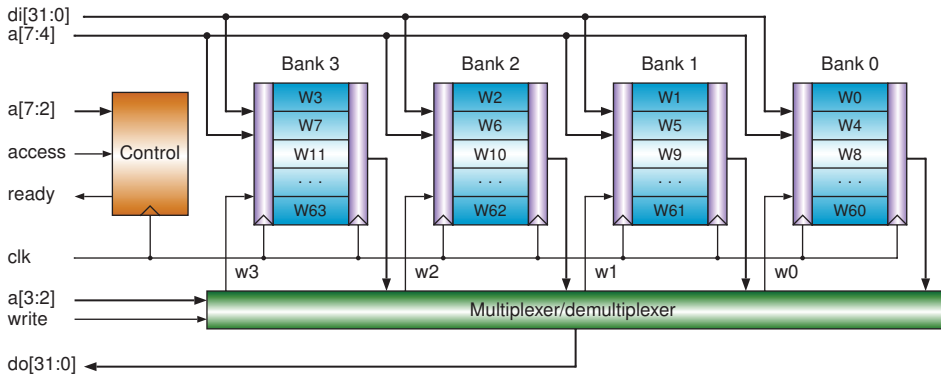 di[31:0]
a[7:4]
Bank 3
Bank 2
Bank 1
Bank 0
a[7:2]
access
ready
Control
W3
W7
W11
. . .
W63
W2
W6
W10
. . .
W62
W1
W5
W9
. . .
W61
W0
W4
W8
. . .
W60
clk
w3
w2
w1
w0
a[3:2]
write
Multiplexer/demultiplexer
do[31:0]